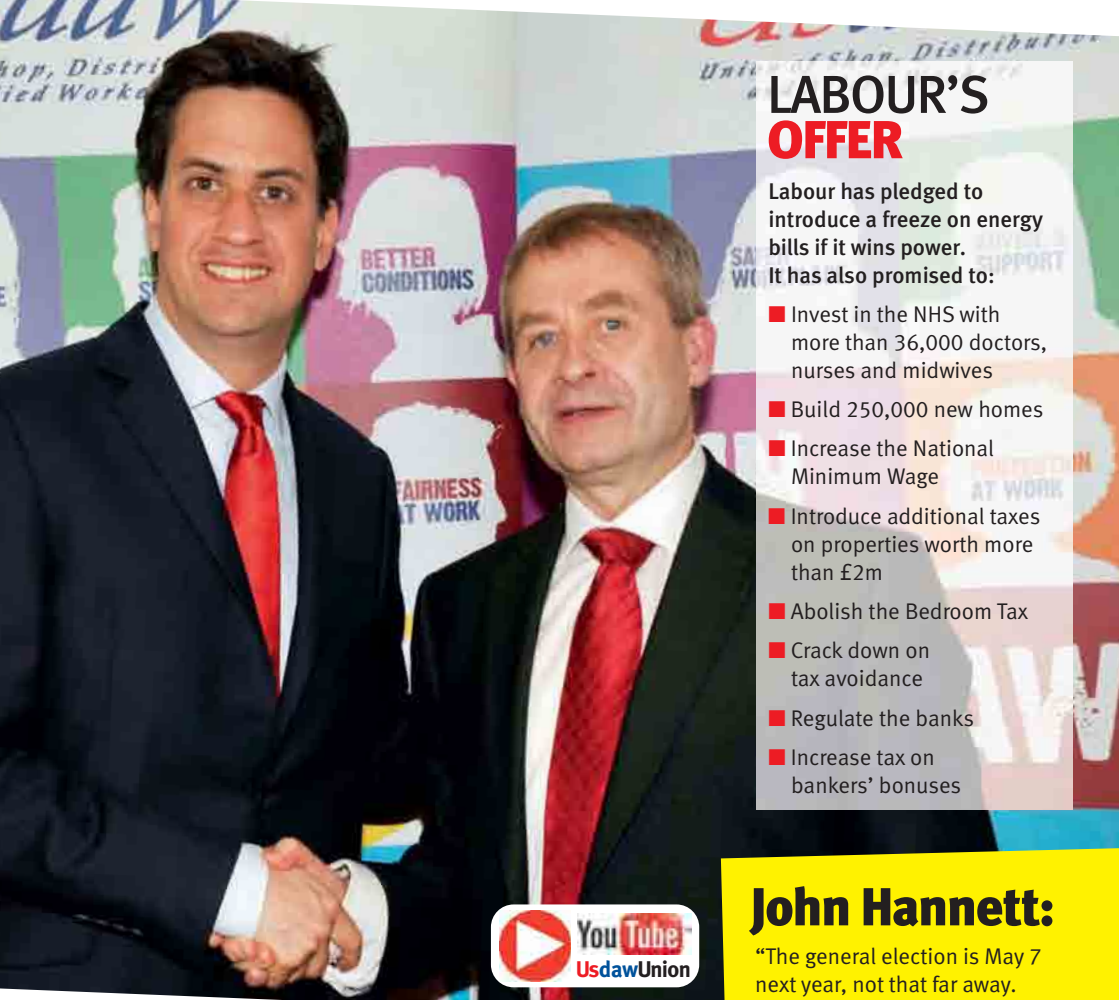 hop, Distri
ied Worke
Union of Shop, Distributive
BETTER
CONDITIONS
FAIRNESS
AT WORK
SUPPORT
AT WORK
LABOUR’S
OFFER
Labour has pledged to
introduce a freeze on energy
bills if it wins power.
It has also promised to:
Invest in the NHS with
more than 36,000 doctors,
nurses and midwives
Build 250,000 new homes
Increase the National
Minimum Wage
Introduce additional taxes
on properties worth more
than £2m
Abolish the Bedroom Tax
Crack down on
tax avoidance
Regulate the banks
Increase tax on
bankers’ bonuses
YouTube
UsdawUnion
John Hannett:
“The general election is May 7
next year, not that far away.